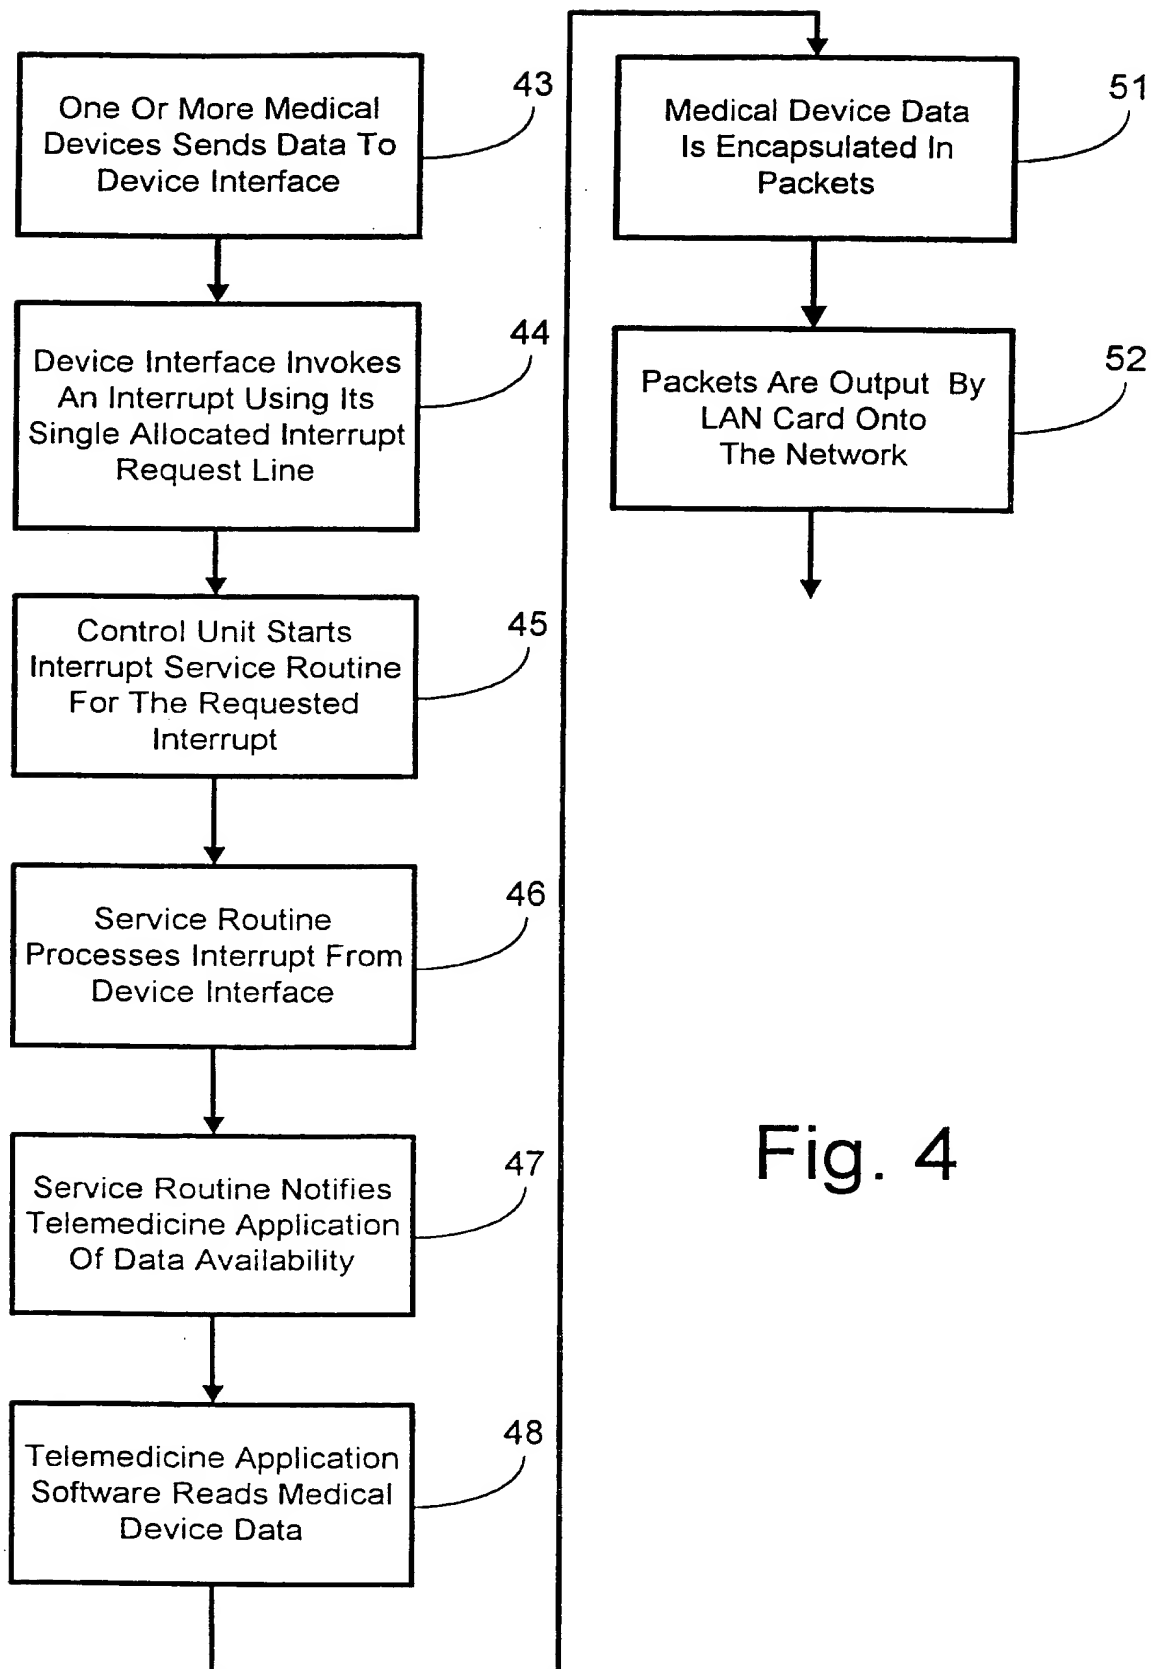 One Or More Medical
Devices Sends Data To
Device Interface
43
Device Interface Invokes
An Interrupt Using Its
Single Allocated Interrupt
Request Line
44
Control Unit Starts
Interrupt Service Routine
For The Requested
Interrupt
45
Service Routine
Processes Interrupt From
Device Interface
46
Service Routine Notifies
Telemedicine Application
Of Data Availability
47
Telemedicine Application
Software Reads Medical
Device Data
48
Medical Device Data
Is Encapsulated In
Packets
51
Packets Are Output By
LAN Card Onto
The Network
52
Fig. 4